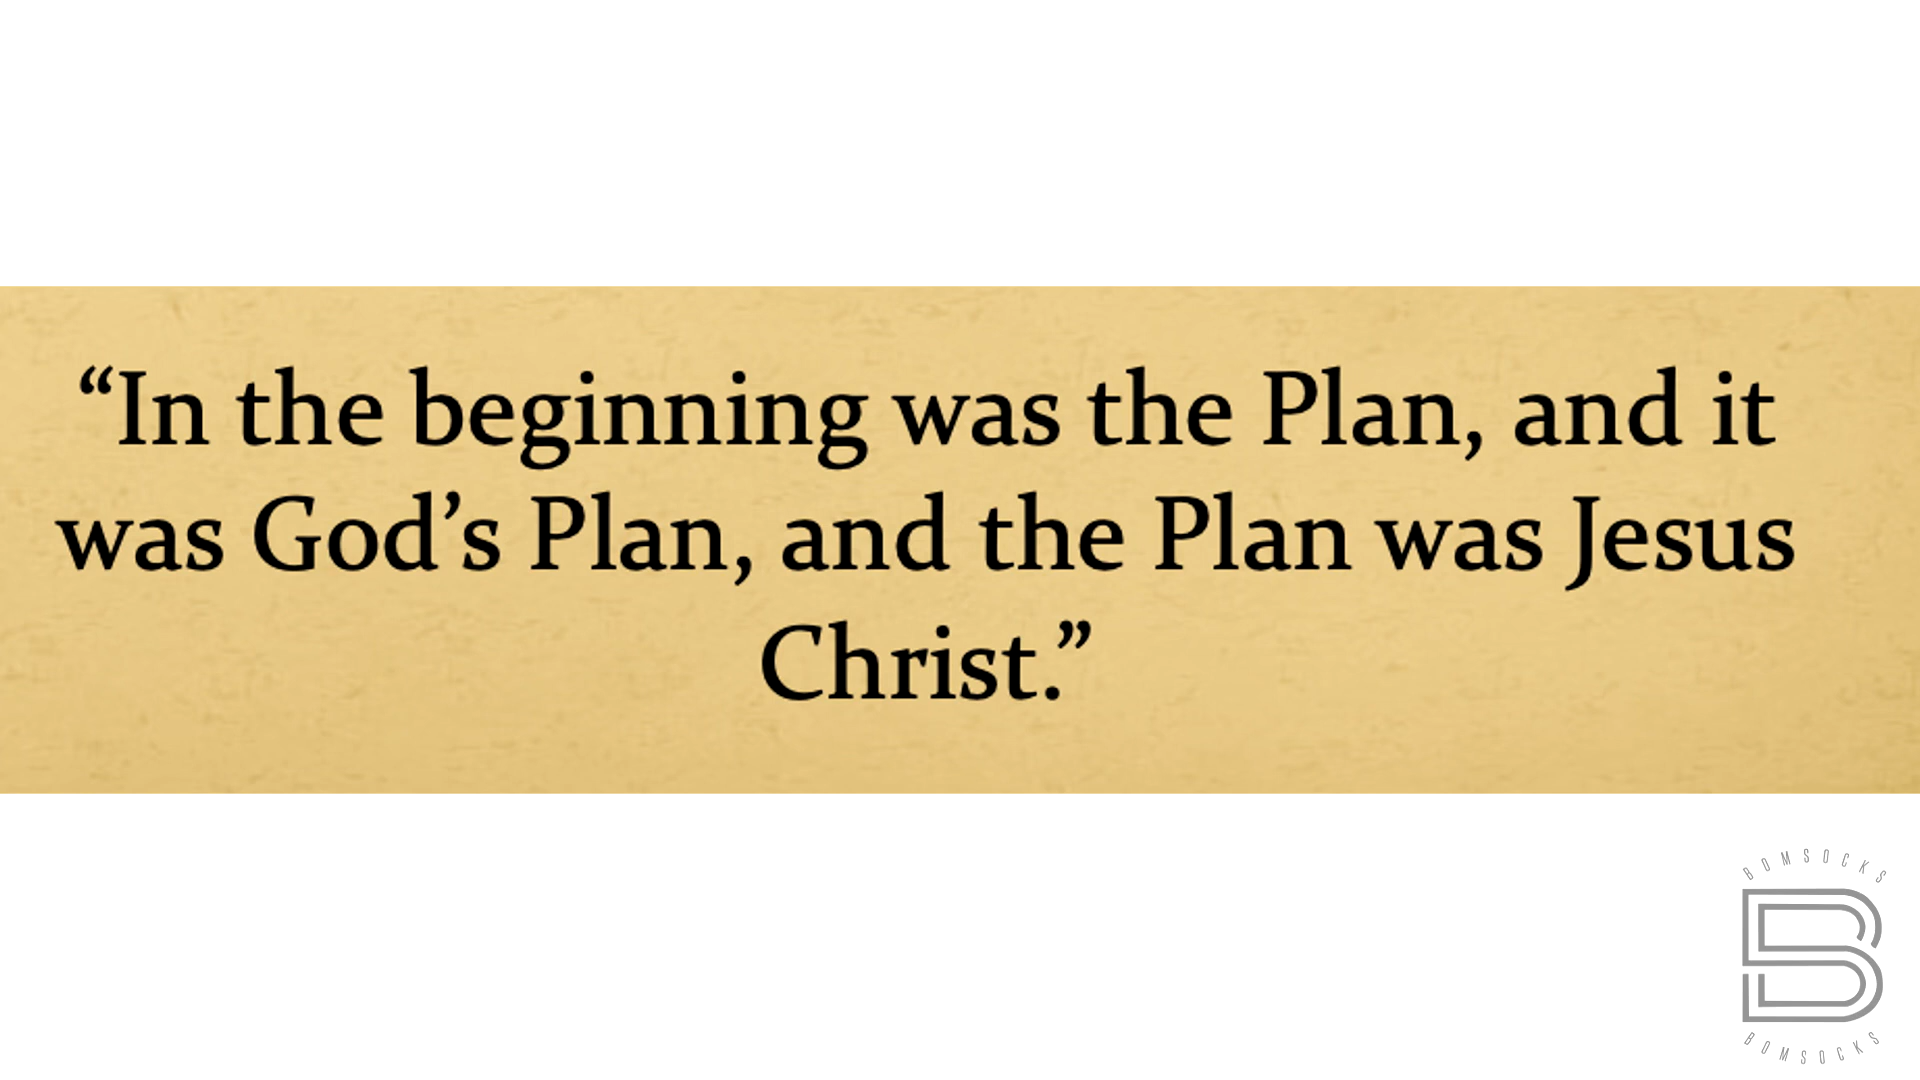 “In the beginning was the Plan, and it
was God’s Plan, and the Plan was Jesus
Christ.”
BOMSOCKS
B
BOMSOCKS